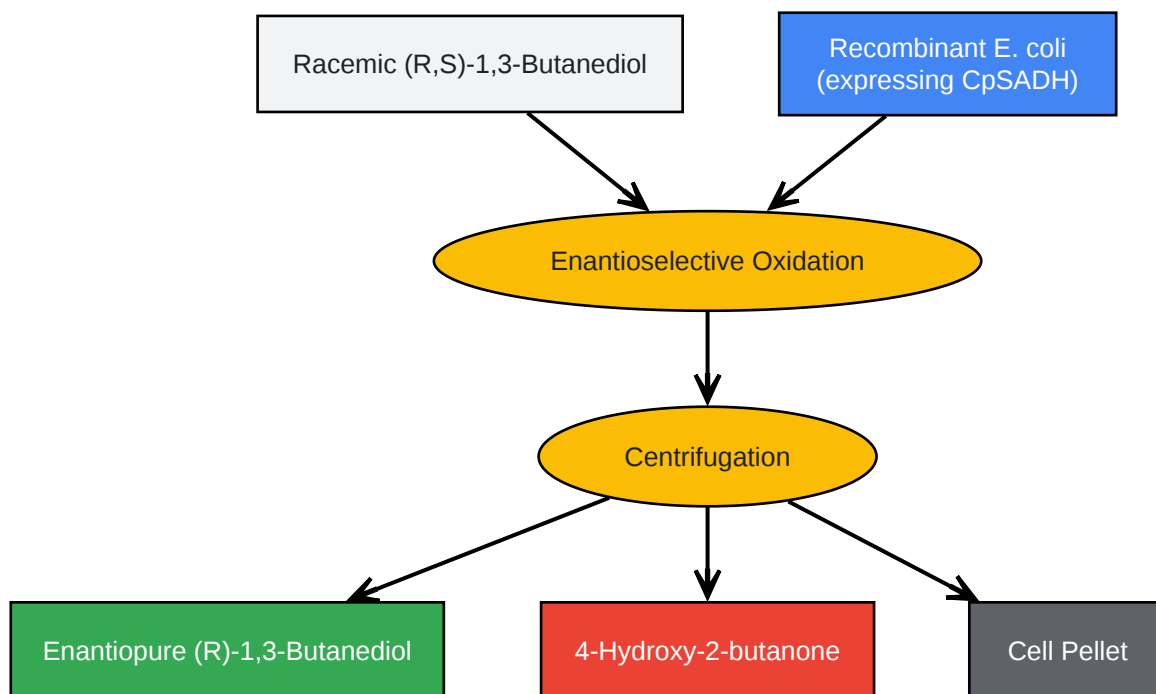 Racemic (R,S)-1,3-Butanediol
Recombinant E. coli
(expressing CpSADH)
Enantioselective Oxidation
Centrifugation
Enantiopure (R)-1,3-Butanediol
4-Hydroxy-2-butanone
Cell Pellet